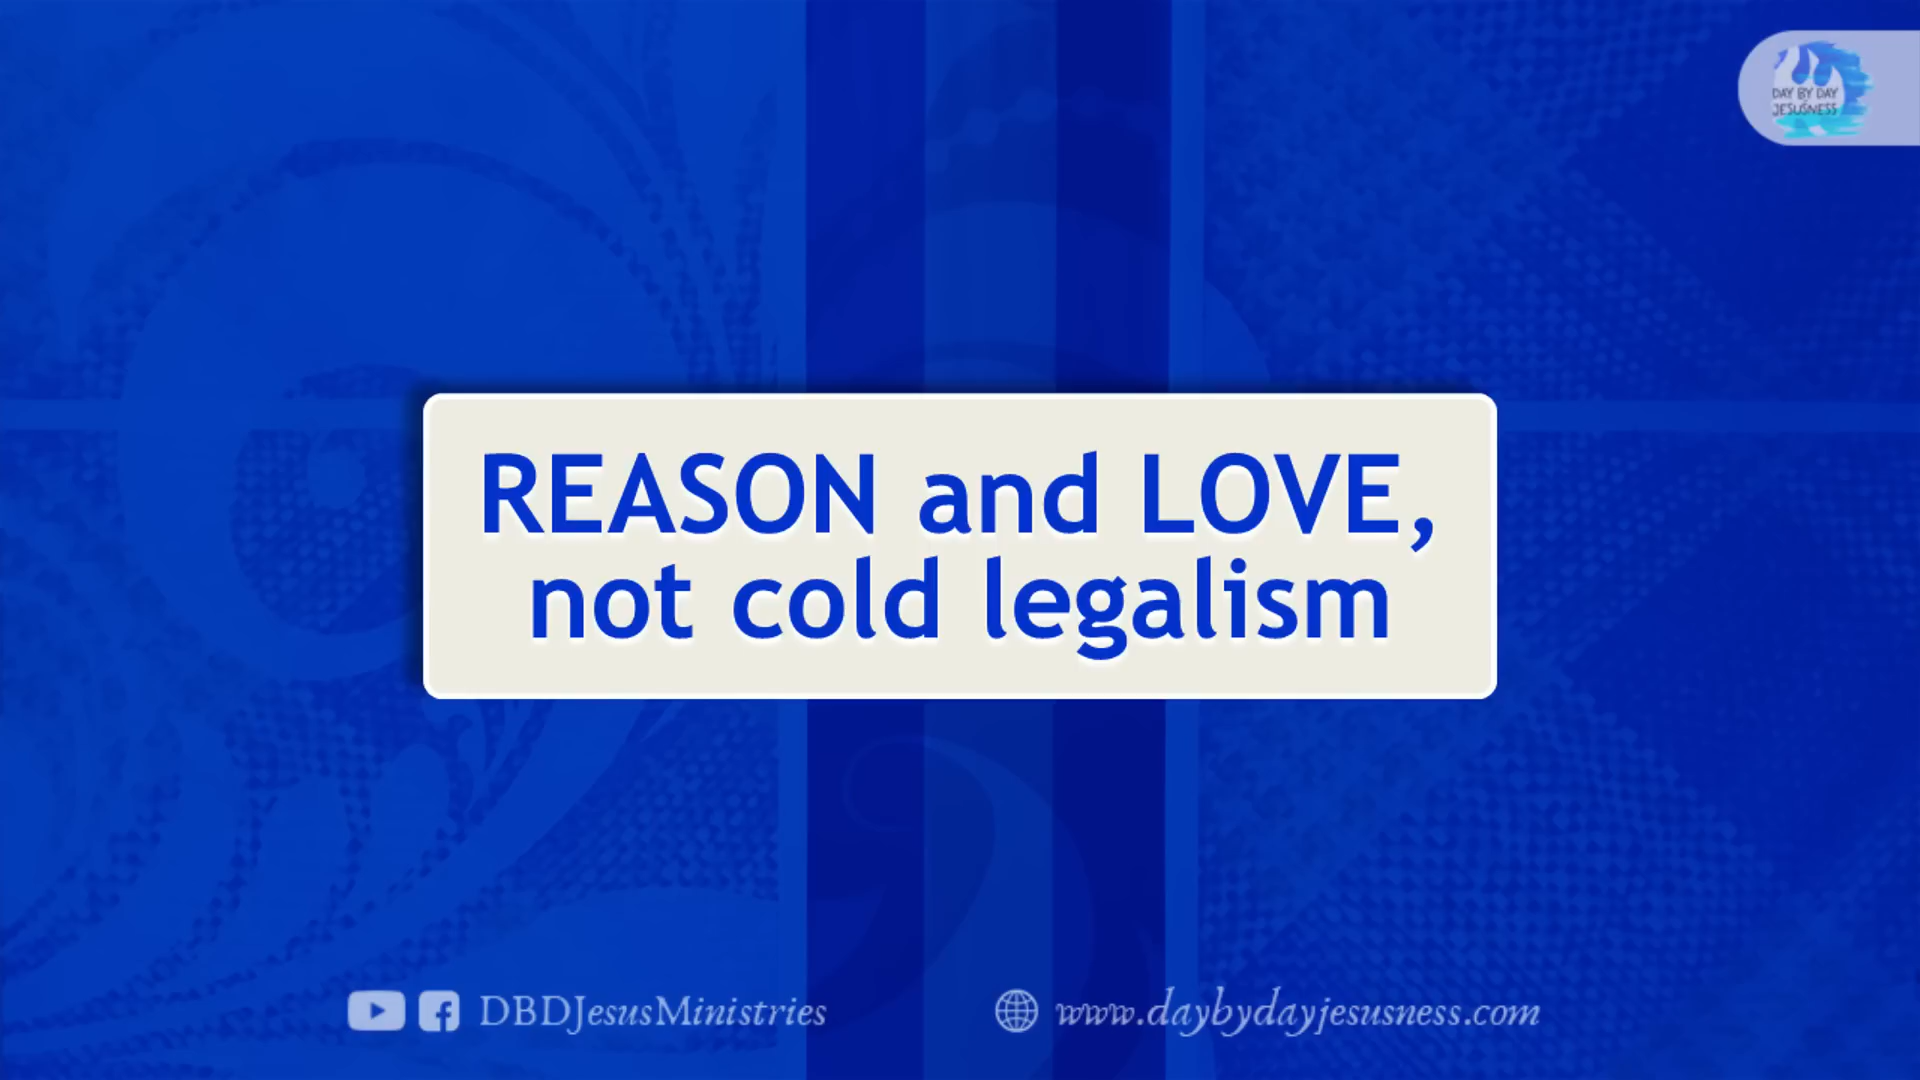 DAY BY DAY
JESUSNESS
REASON and LOVE,
not cold legalism
DBDJesusMinistries
www.daybydayjesusness.com